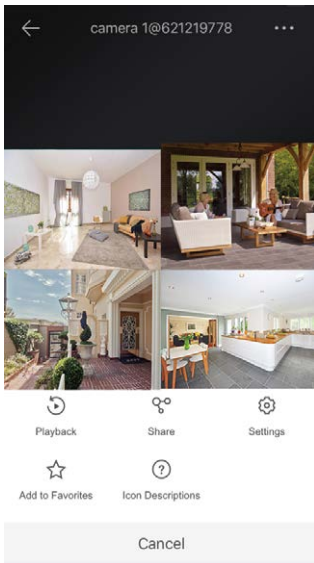 camera 1@621219778
Playback
Share
Settings
Add to Favorites
Icon Descriptions
Cancel